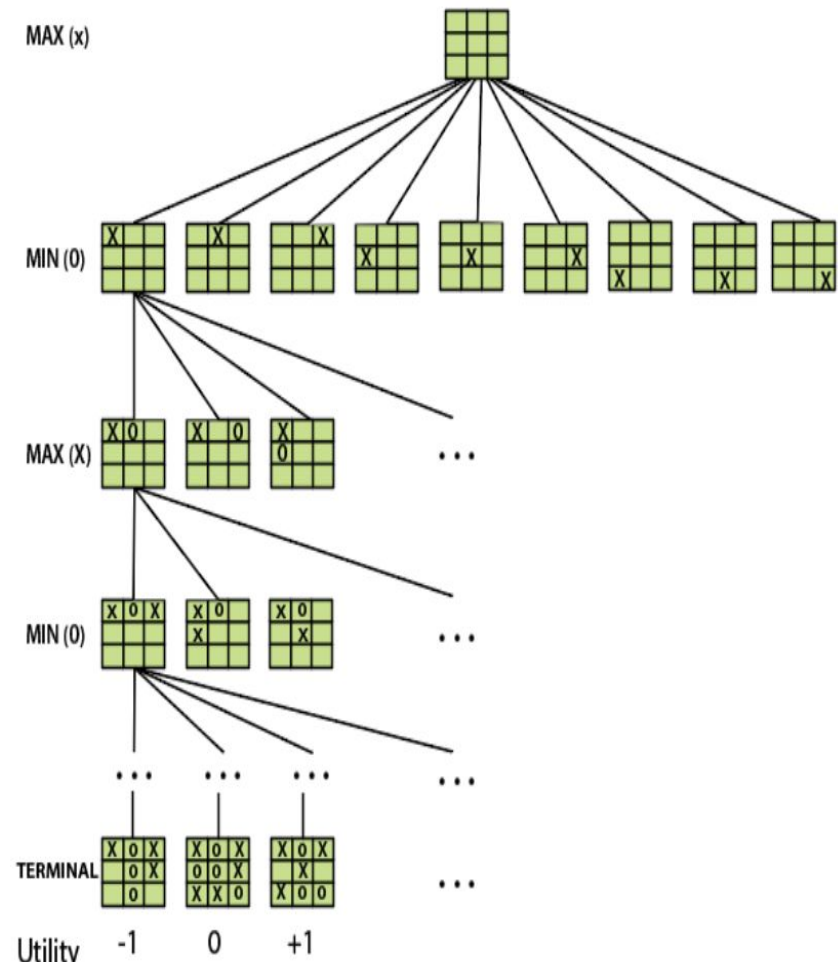 MAX (x)
X X X X X X X X X
MIN (0)
X O X O X O
MAX (X) • • •
X O X X O X O
MIN (0) X X • • •
• • • • • • • • • • • •
X O X X O X X O X
TERMINAL O X O O X X • • •
O X X O X O O
Utility -1 0 +1